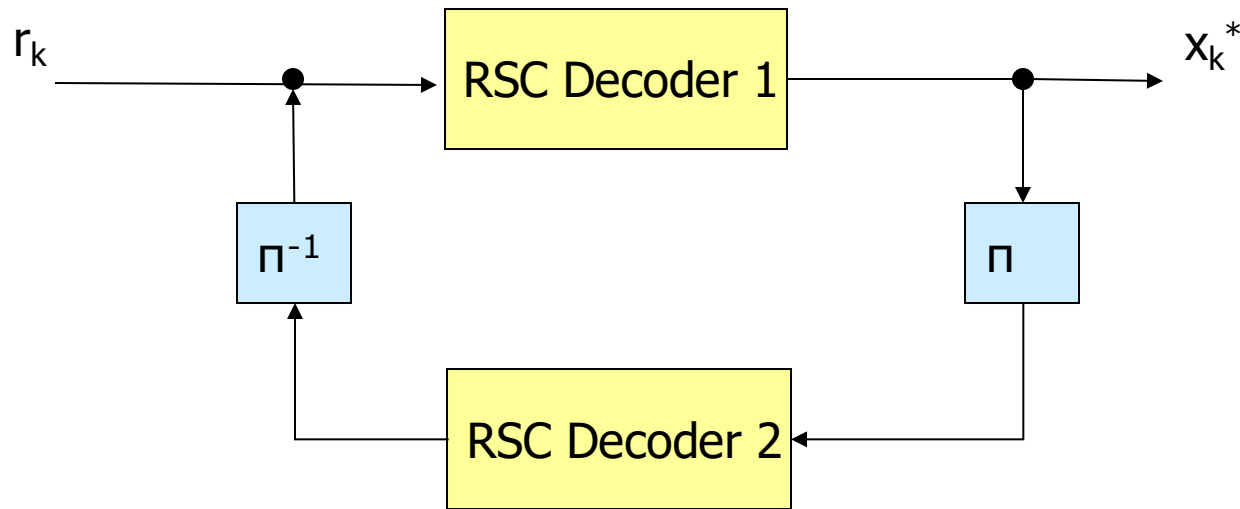 r_k
x_k*
RSC Decoder 1
п⁻¹
п
RSC Decoder 2